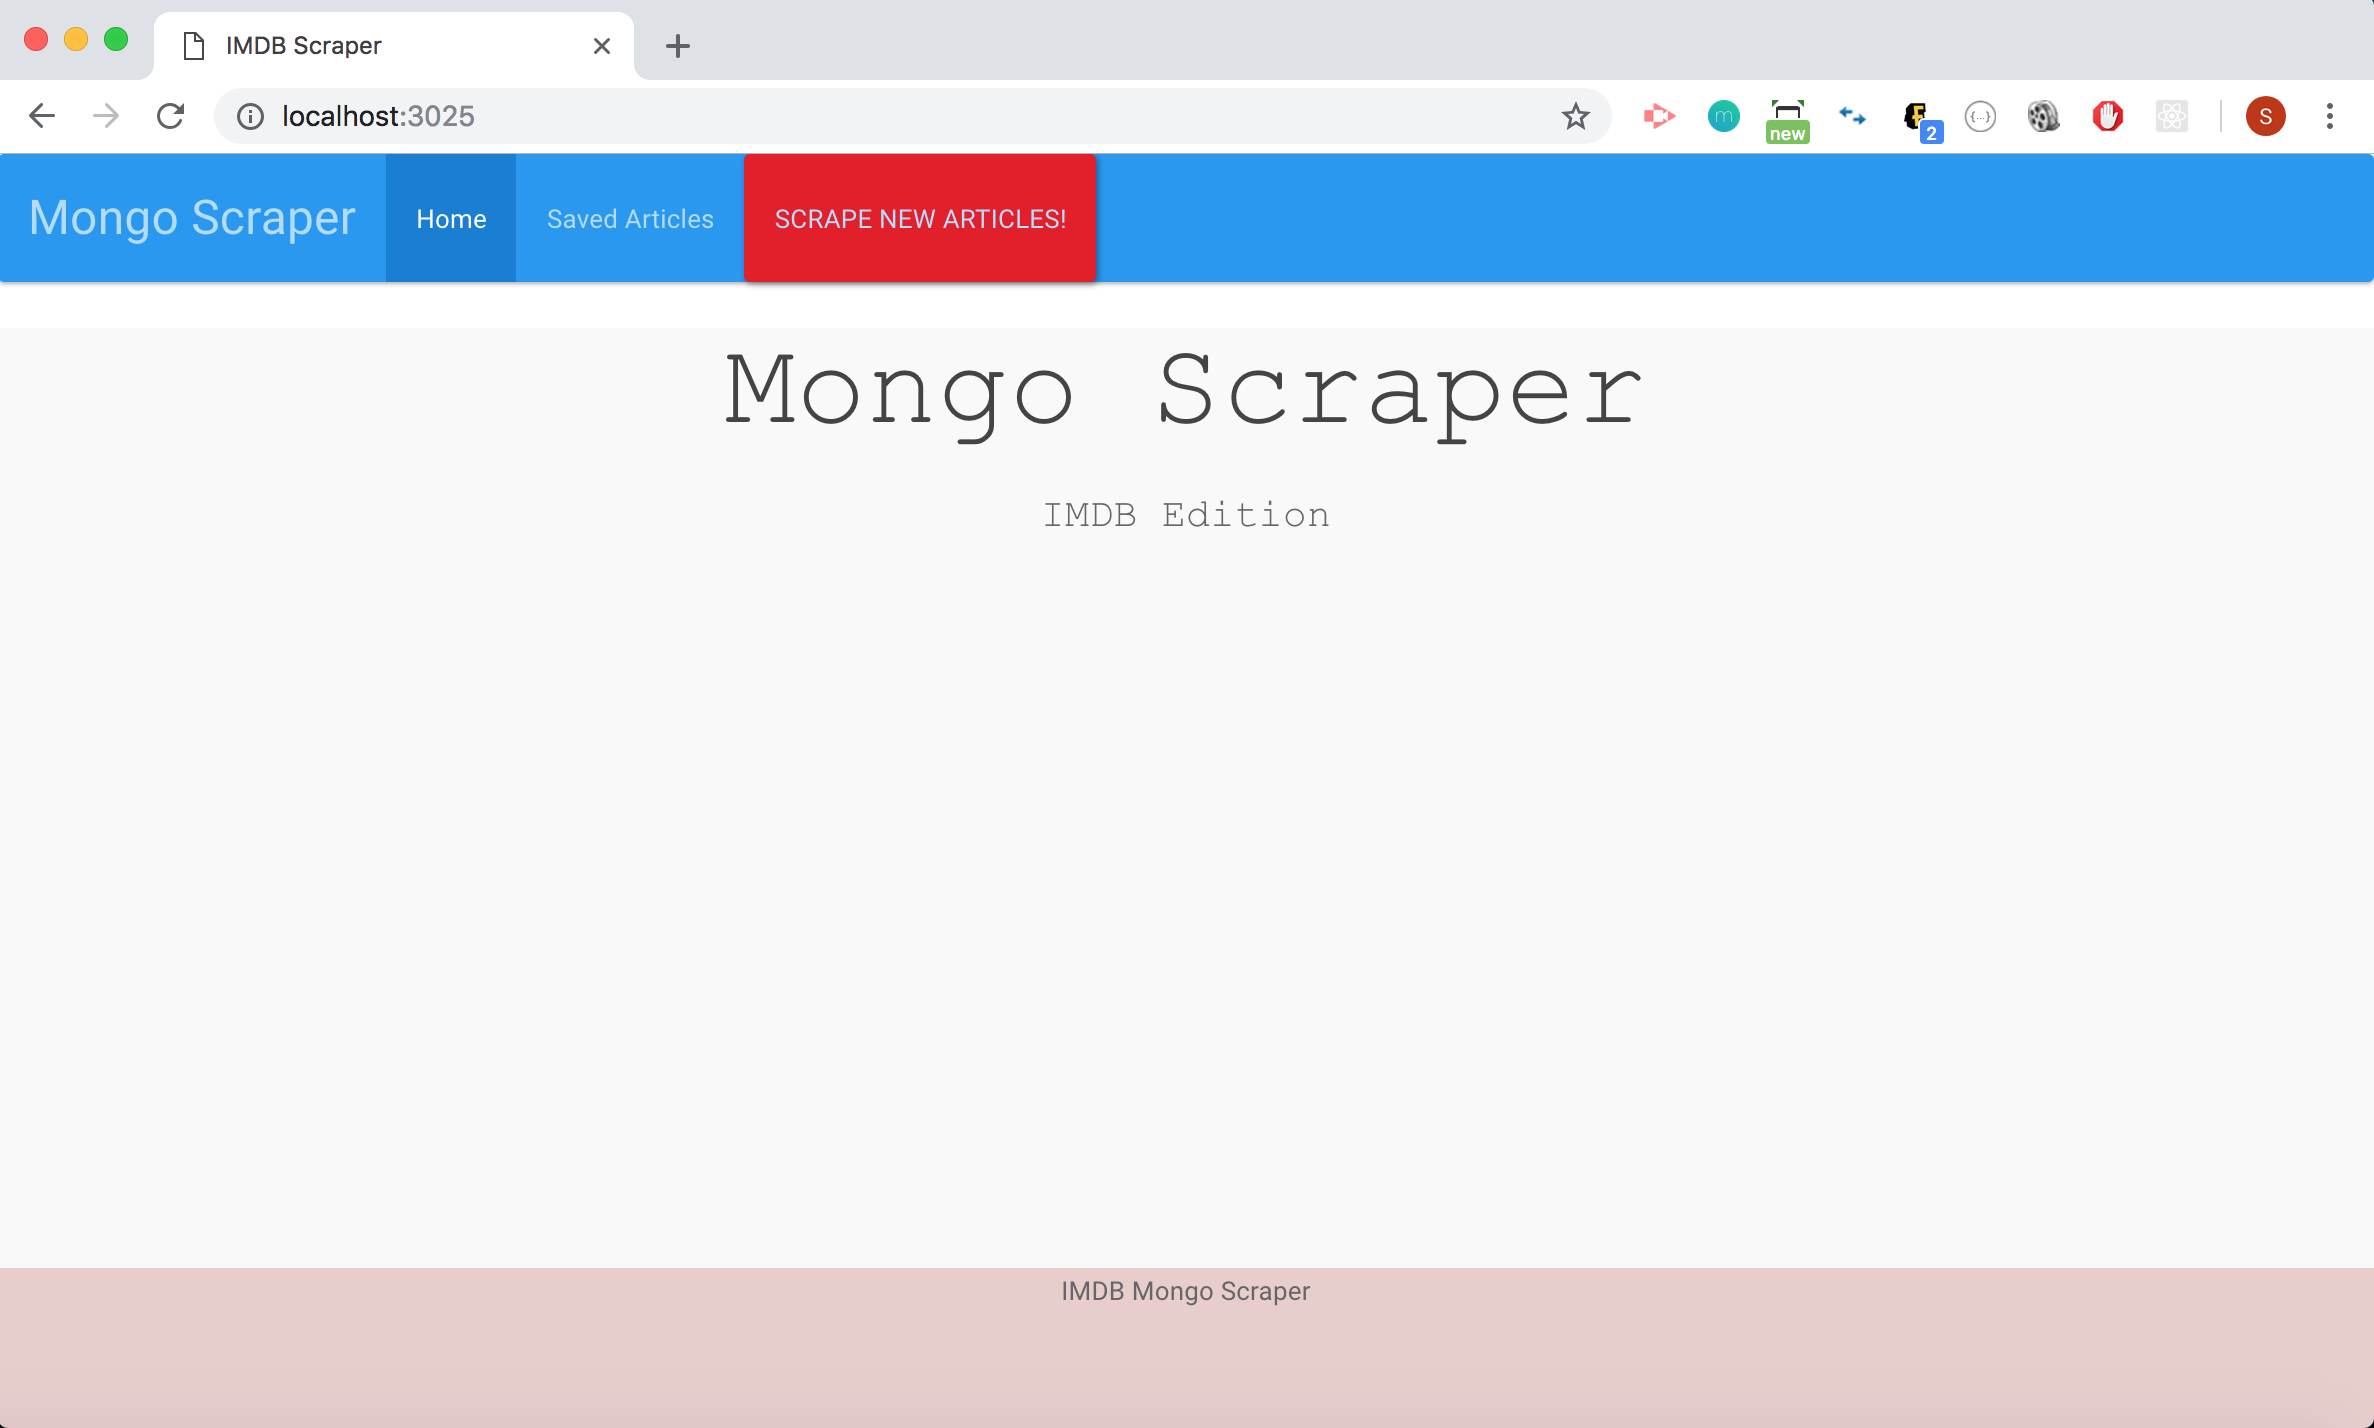 IMDB Scraper
localhost:3025
m
new
2
{...}
S
Mongo Scraper
Home
Saved Articles
SCRAPE NEW ARTICLES!
Mongo Scraper
IMDB Edition
IMDB Mongo Scraper